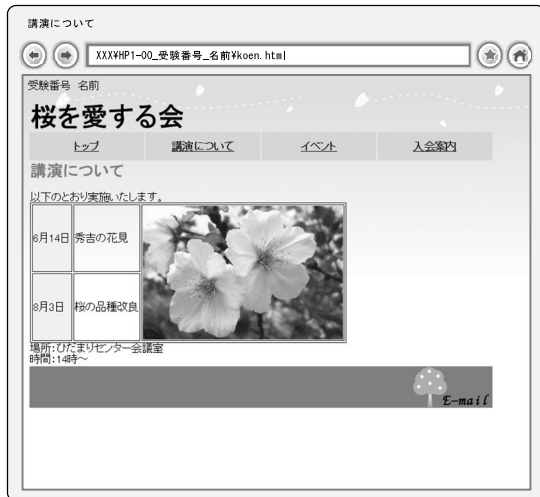 講演について
XXX¥HP1-00_受験番号_名前¥koen.html
受験番号 名前
桜を愛する会
トップ 講演について イベント 入会案内
講演について
以下のとおり実施いたします。
6月14日 秀吉の花見
8月3日 桜の品種改良
場所:ひだまりセンター会議室
時間:14時～
E-mail